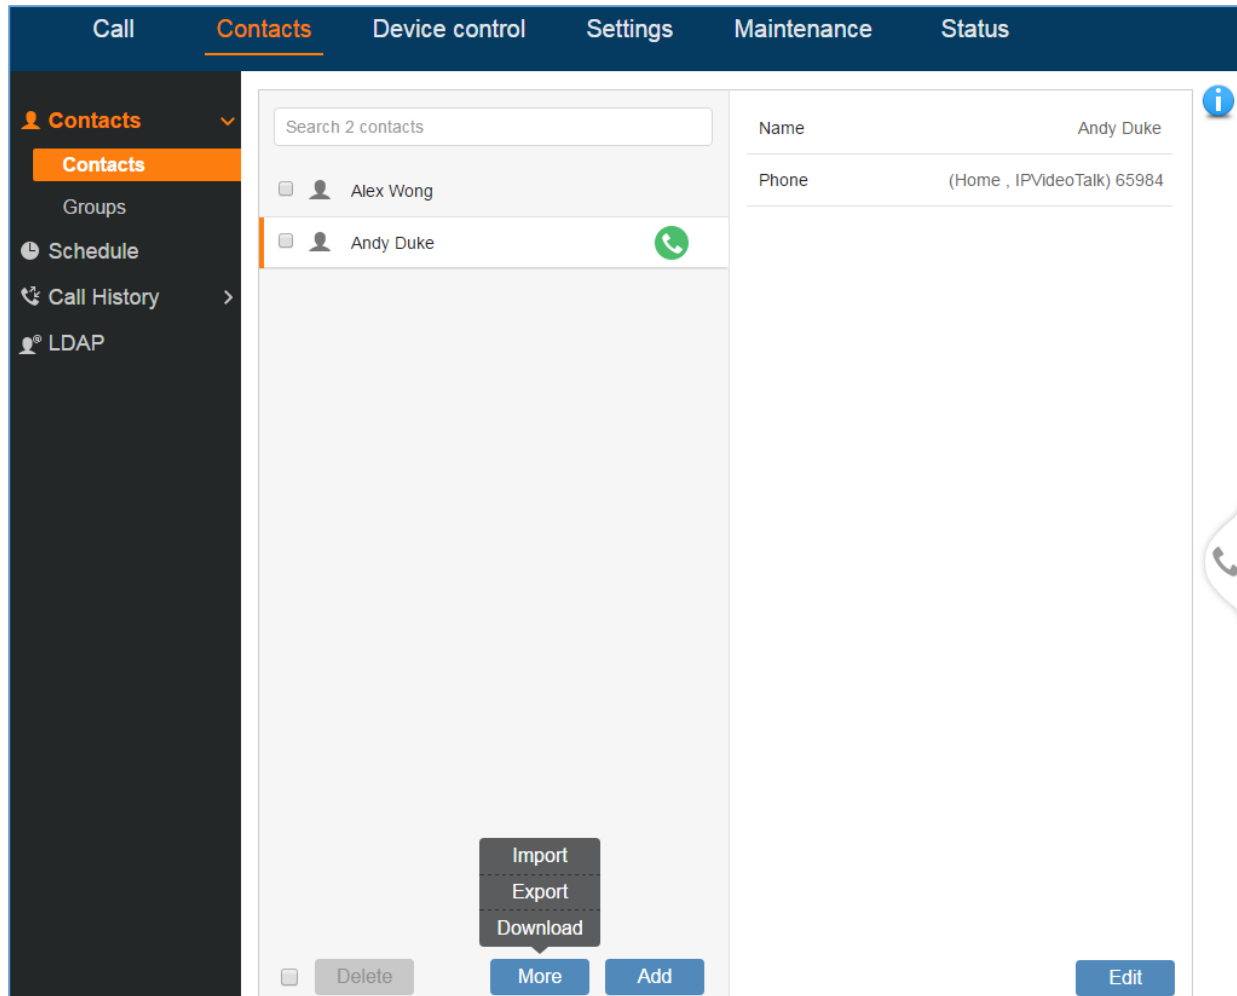 Call Contacts Device control Settings Maintenance Status
Contacts
Contacts
Groups
Schedule
Call History
LDAP
Search 2 contacts
Alex Wong
Andy Duke
Import
Export
Download
Delete More Add
Name Andy Duke
Phone (Home , IPVideoTalk) 65984
Edit